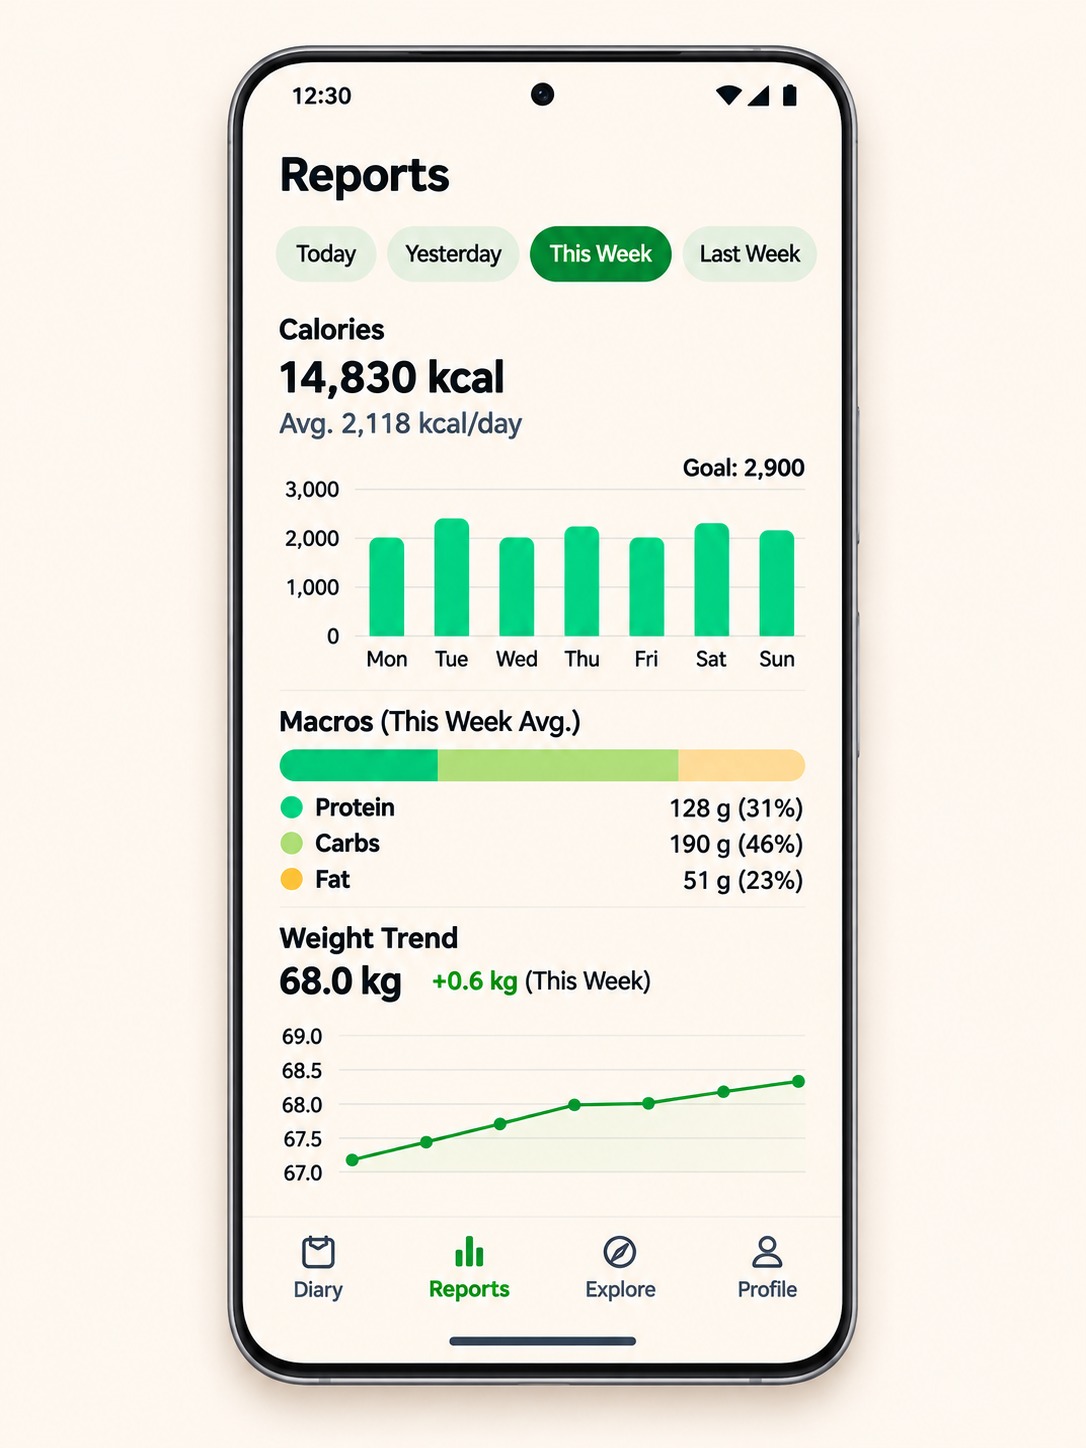 12:30
Reports
Today Yesterday This Week Last Week
Calories
14,830 kcal
Avg. 2,118 kcal/day
Goal: 2,900
3,000
2,000
1,000
0
Mon Tue Wed Thu Fri Sat Sun
Macros (This Week Avg.)
Protein 128 g (31%)
Carbs 190 g (46%)
Fat 51 g (23%)
Weight Trend
68.0 kg +0.6 kg (This Week)
69.0
68.5
68.0
67.5
67.0
Diary Reports Explore Profile